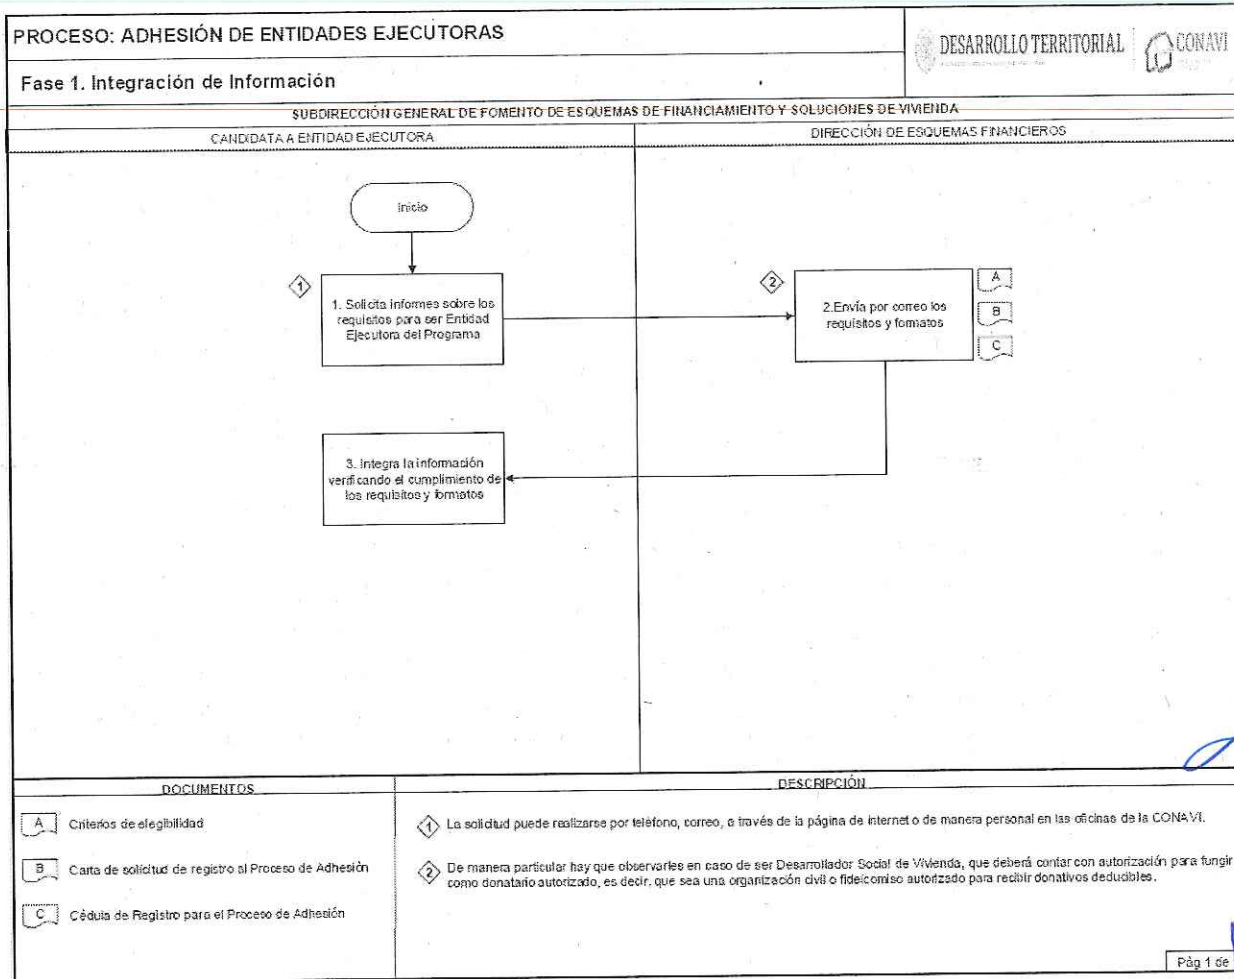 PROCESO: ADHESIÓN DE ENTIDADES EJECUTORAS
DESARROLLO TERRITORIAL
CONAVI
Fase 1. Integración de Información
SUBDIRECCIÓN GENERAL DE FOMENTO DE ESQUEMAS DE FINANCIAMIENTO Y SOLUCIONES DE VIVIENDA
CANDIDATA A ENTIDAD EJECUTORA
DIRECCIÓN DE ESQUEMAS FINANCIEROS
Inicio
1
1. Solicita informes sobre los
requisitos para ser Entidad
Ejecutora del Programa
2
2.Envía por correo los
requisitos y formatos
A
B
C
3. Integra la información
verificando el cumplimiento de
los requisitos y formatos
DOCUMENTOS
A Criterios de elegibilidad
B Carta de solicitud de registro al Proceso de Adhesión
C Cédula de Registro para el Proceso de Adhesión
DESCRIPCIÓN
1 La solicitud puede realizarse por teléfono, correo, a través de la página de internet o de manera personal en las oficinas de la CONAVI.
2 De manera particular hay que observarles en caso de ser Desarrollador Social de Vivienda, que deberá contar con autorización para fungir
como donatario autorizado, es decir, que sea una organización civil o fideicomiso autorizado para recibir donativos deducibles.
Pág 1 de